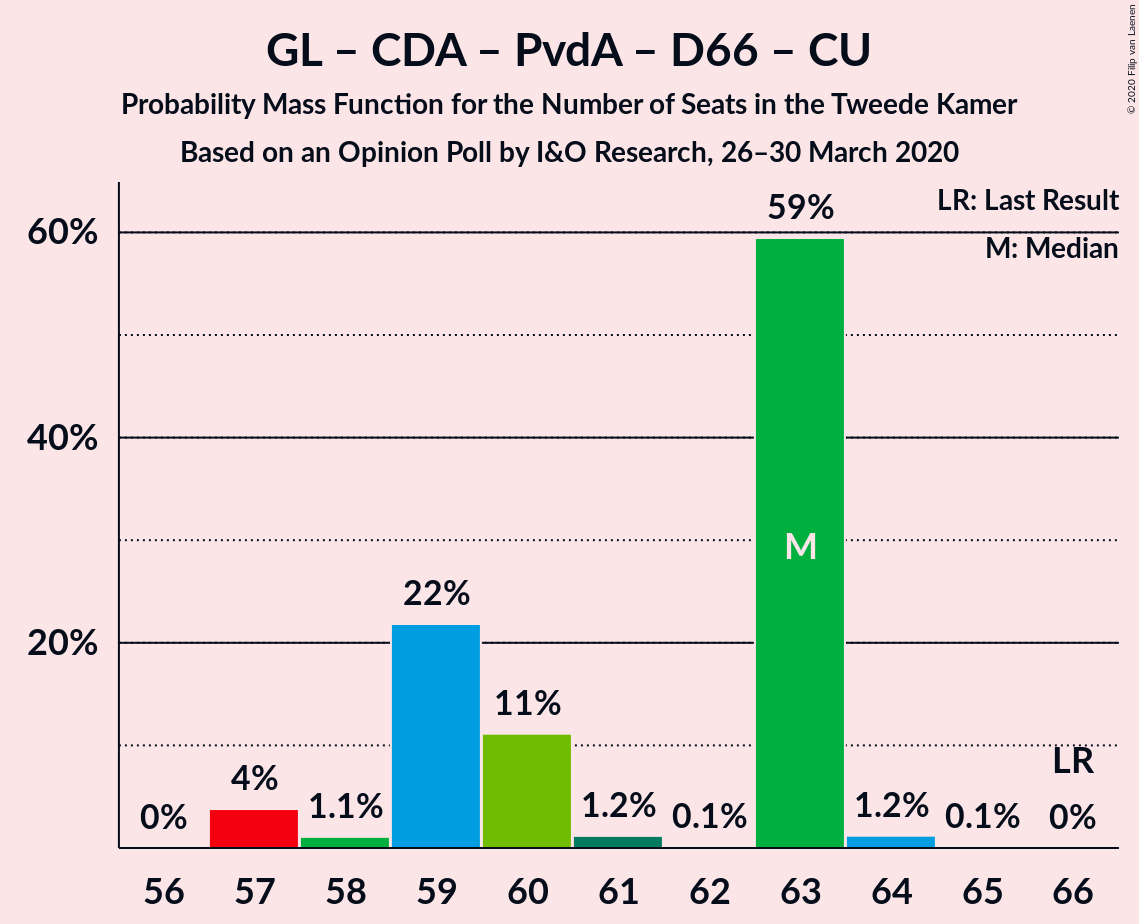 GL – CDA – PvdA – D66 – CU
Probability Mass Function for the Number of Seats in the Tweede Kamer
Based on an Opinion Poll by I&O Research, 26–30 March 2020
© 2020 Filip van Laenen
LR: Last Result
M: Median
60%
40%
20%
0%
4%
1.1%
22%
11%
1.2%
0.1%
59%
M
1.2%
0.1%
LR
0%
56 57 58 59 60 61 62 63 64 65 66